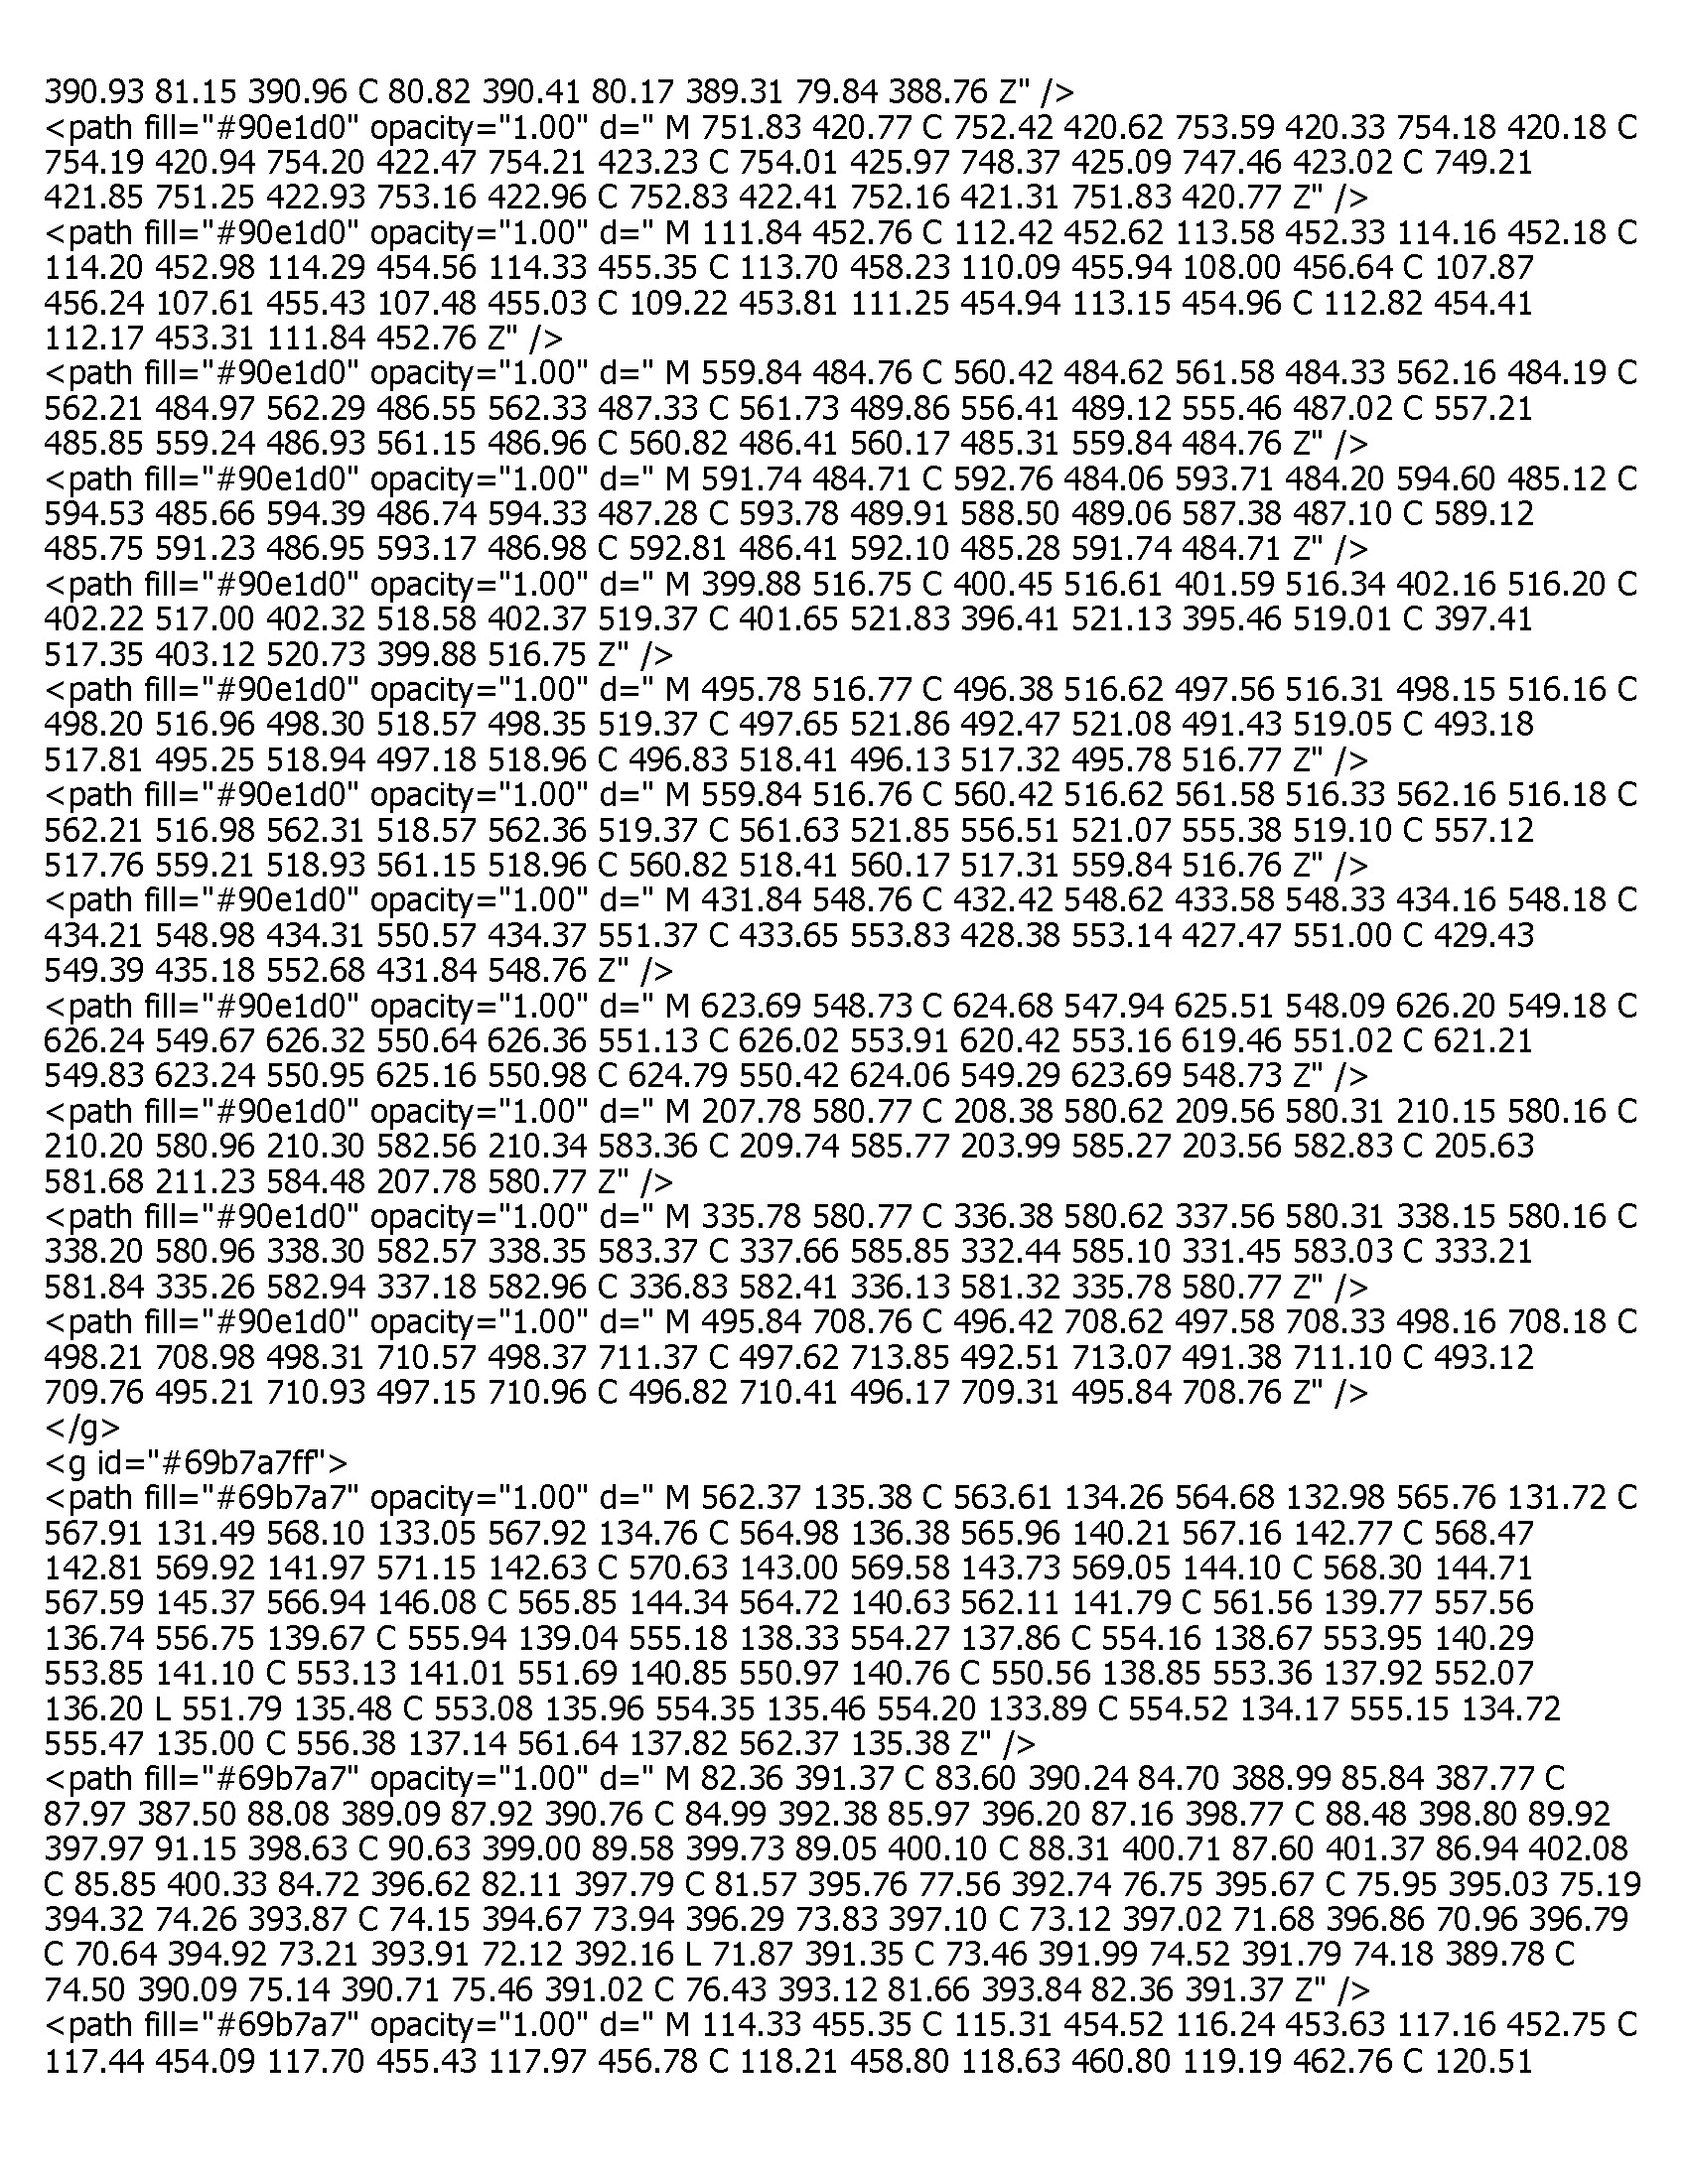 390.93 81.15 390.96 C 80.82 390.41 80.17 389.31 79.84 388.76 Z" />
<path fill="#90e1d0" opacity="1.00" d=" M 751.83 420.77 C 752.42 420.62 753.59 420.33 754.18 420.18 C
754.19 420.94 754.20 422.47 754.21 423.23 C 754.01 425.97 748.37 425.09 747.46 423.02 C 749.21
421.85 751.25 422.93 753.16 422.96 C 752.83 422.41 752.16 421.31 751.83 420.77 Z" />
<path fill="#90e1d0" opacity="1.00" d=" M 111.84 452.76 C 112.42 452.62 113.58 452.33 114.16 452.18 C
114.20 452.98 114.29 454.56 114.33 455.35 C 113.70 458.23 110.09 455.94 108.00 456.64 C 107.87
456.24 107.61 455.43 107.48 455.03 C 109.22 453.81 111.25 454.94 113.15 454.96 C 112.82 454.41
112.17 453.31 111.84 452.76 Z" />
<path fill="#90e1d0" opacity="1.00" d=" M 559.84 484.76 C 560.42 484.62 561.58 484.33 562.16 484.19 C
562.21 484.97 562.29 486.55 562.33 487.33 C 561.73 489.86 556.41 489.12 555.46 487.02 C 557.21
485.85 559.24 486.93 561.15 486.96 C 560.82 486.41 560.17 485.31 559.84 484.76 Z" />
<path fill="#90e1d0" opacity="1.00" d=" M 591.74 484.71 C 592.76 484.06 593.71 484.20 594.60 485.12 C
594.53 485.66 594.39 486.74 594.33 487.28 C 593.78 489.91 588.50 489.06 587.38 487.10 C 589.12
485.75 591.23 486.95 593.17 486.98 C 592.81 486.41 592.10 485.28 591.74 484.71 Z" />
<path fill="#90e1d0" opacity="1.00" d=" M 399.88 516.75 C 400.45 516.61 401.59 516.34 402.16 516.20 C
402.22 517.00 402.32 518.58 402.37 519.37 C 401.65 521.83 396.41 521.13 395.46 519.01 C 397.41
517.35 403.12 520.73 399.88 516.75 Z" />
<path fill="#90e1d0" opacity="1.00" d=" M 495.78 516.77 C 496.38 516.62 497.56 516.31 498.15 516.16 C
498.20 516.96 498.30 518.57 498.35 519.37 C 497.65 521.86 492.47 521.08 491.43 519.05 C 493.18
517.81 495.25 518.94 497.18 518.96 C 496.83 518.41 496.13 517.32 495.78 516.77 Z" />
<path fill="#90e1d0" opacity="1.00" d=" M 559.84 516.76 C 560.42 516.62 561.58 516.33 562.16 516.18 C
562.21 516.98 562.31 518.57 562.36 519.37 C 561.63 521.85 556.51 521.07 555.38 519.10 C 557.12
517.76 559.21 518.93 561.15 518.96 C 560.82 518.41 560.17 517.31 559.84 516.76 Z" />
<path fill="#90e1d0" opacity="1.00" d=" M 431.84 548.76 C 432.42 548.62 433.58 548.33 434.16 548.18 C
434.21 548.98 434.31 550.57 434.37 551.37 C 433.65 553.83 428.38 553.14 427.47 551.00 C 429.43
549.39 435.18 552.68 431.84 548.76 Z" />
<path fill="#90e1d0" opacity="1.00" d=" M 623.69 548.73 C 624.68 547.94 625.51 548.09 626.20 549.18 C
626.24 549.67 626.32 550.64 626.36 551.13 C 626.02 553.91 620.42 553.16 619.46 551.02 C 621.21
549.83 623.24 550.95 625.16 550.98 C 624.79 550.42 624.06 549.29 623.69 548.73 Z" />
<path fill="#90e1d0" opacity="1.00" d=" M 207.78 580.77 C 208.38 580.62 209.56 580.31 210.15 580.16 C
210.20 580.96 210.30 582.56 210.34 583.36 C 209.74 585.77 203.99 585.27 203.56 582.83 C 205.63
581.68 211.23 584.48 207.78 580.77 Z" />
<path fill="#90e1d0" opacity="1.00" d=" M 335.78 580.77 C 336.38 580.62 337.56 580.31 338.15 580.16 C
338.20 580.96 338.30 582.57 338.35 583.37 C 337.66 585.85 332.44 585.10 331.45 583.03 C 333.21
581.84 335.26 582.94 337.18 582.96 C 336.83 582.41 336.13 581.32 335.78 580.77 Z" />
<path fill="#90e1d0" opacity="1.00" d=" M 495.84 708.76 C 496.42 708.62 497.58 708.33 498.16 708.18 C
498.21 708.98 498.31 710.57 498.37 711.37 C 497.62 713.85 492.51 713.07 491.38 711.10 C 493.12
709.76 495.21 710.93 497.15 710.96 C 496.82 710.41 496.17 709.31 495.84 708.76 Z" />
</g>
<g id="#69b7a7ff">
<path fill="#69b7a7" opacity="1.00" d=" M 562.37 135.38 C 563.61 134.26 564.68 132.98 565.76 131.72 C
567.91 131.49 568.10 133.05 567.92 134.76 C 564.98 136.38 565.96 140.21 567.16 142.77 C 568.47
142.81 569.92 141.97 571.15 142.63 C 570.63 143.00 569.58 143.73 569.05 144.10 C 568.30 144.71
567.59 145.37 566.94 146.08 C 565.85 144.34 564.72 140.63 562.11 141.79 C 561.56 139.77 557.56
136.74 556.75 139.67 C 555.94 139.04 555.18 138.33 554.27 137.86 C 554.16 138.67 553.95 140.29
553.85 141.10 C 553.13 141.01 551.69 140.85 550.97 140.76 C 550.56 138.85 553.36 137.92 552.07
136.20 L 551.79 135.48 C 553.08 135.96 554.35 135.46 554.20 133.89 C 554.52 134.17 555.15 134.72
555.47 135.00 C 556.38 137.14 561.64 137.82 562.37 135.38 Z" />
<path fill="#69b7a7" opacity="1.00" d=" M 82.36 391.37 C 83.60 390.24 84.70 388.99 85.84 387.77 C
87.97 387.50 88.08 389.09 87.92 390.76 C 84.99 392.38 85.97 396.20 87.16 398.77 C 88.48 398.80 89.92
397.97 91.15 398.63 C 90.63 399.00 89.58 399.73 89.05 400.10 C 88.31 400.71 87.60 401.37 86.94 402.08
C 85.85 400.33 84.72 396.62 82.11 397.79 C 81.57 395.76 77.56 392.74 76.75 395.67 C 75.95 395.03 75.19
394.32 74.26 393.87 C 74.15 394.67 73.94 396.29 73.83 397.10 C 73.12 397.02 71.68 396.86 70.96 396.79
C 70.64 394.92 73.21 393.91 72.12 392.16 L 71.87 391.35 C 73.46 391.99 74.52 391.79 74.18 389.78 C
74.50 390.09 75.14 390.71 75.46 391.02 C 76.43 393.12 81.66 393.84 82.36 391.37 Z" />
<path fill="#69b7a7" opacity="1.00" d=" M 114.33 455.35 C 115.31 454.52 116.24 453.63 117.16 452.75 C
117.44 454.09 117.70 455.43 117.97 456.78 C 118.21 458.80 118.63 460.80 119.19 462.76 C 120.51